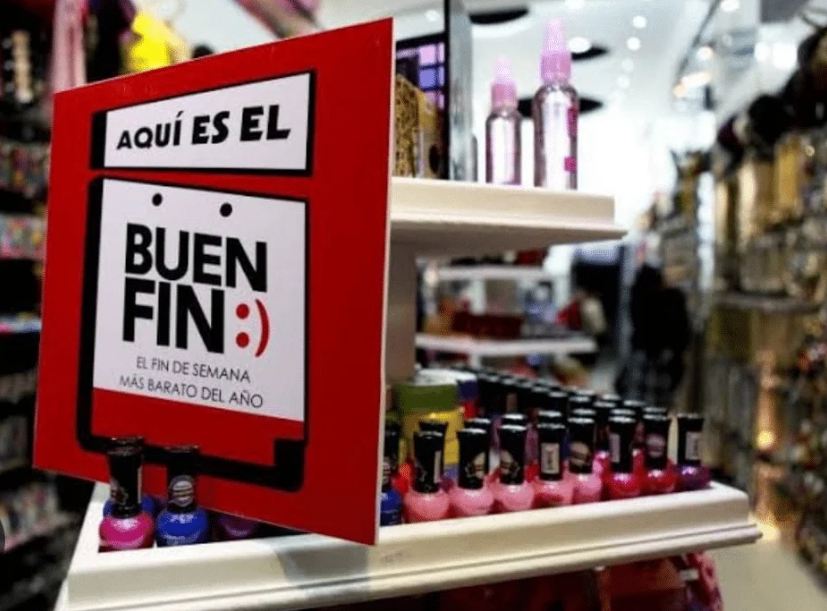 AQUÍ ES EL
BUEN
FIN:)
EL FIN DE SEMANA
MÁS BARATO DEL AÑO